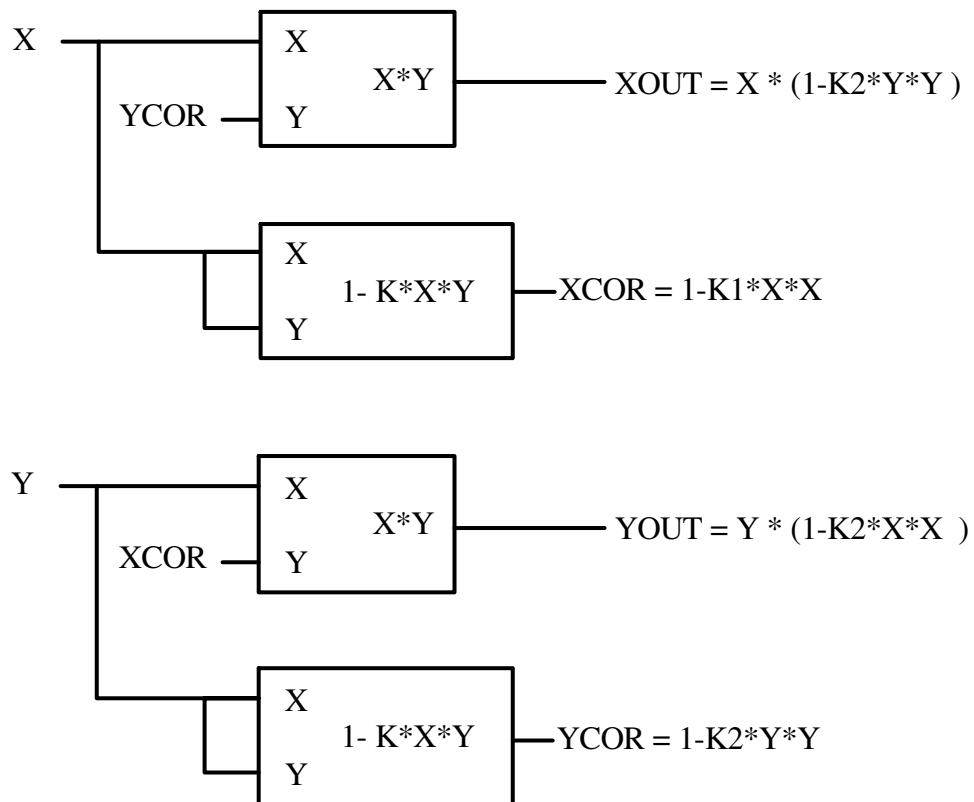 X
X
X*Y
XOUT = X * (1-K2*Y*Y )
YCOR
Y
X
1- K*X*Y
XCOR = 1-K1*X*X
Y
Y
X
X*Y
YOUT = Y * (1-K2*X*X  )
XCOR
Y
X
1- K*X*Y
YCOR = 1-K2*Y*Y
Y